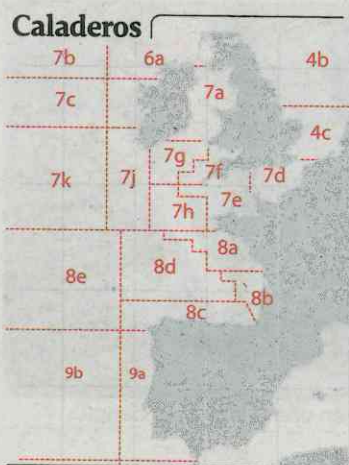 Caladeros
7b 6a 4b
7c 7a
4c
7g
7k 7j 7f 7d
7e
7h
8a
8e 8d
8b
8c
9b 9a